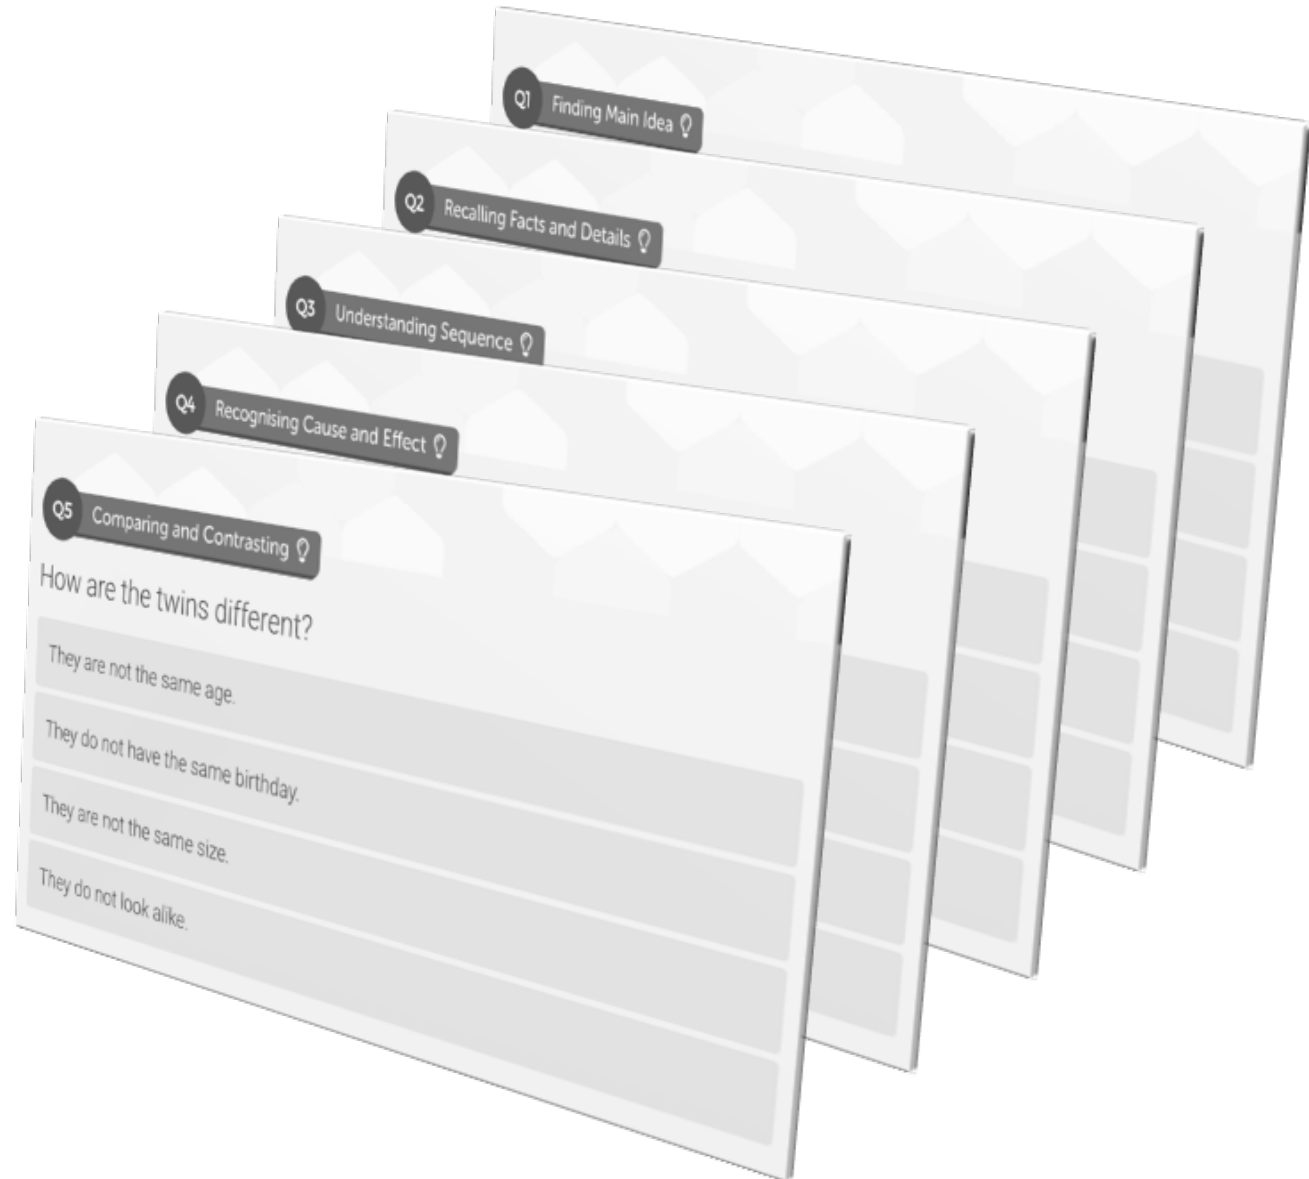 Q1 Finding Main Idea
Q2 Recalling Facts and Details
Q3 Understanding Sequence
Q4 Recognising Cause and Effect
Q5 Comparing and Contrasting
How are the twins different?
They are not the same age.
They do not have the same birthday.
They are not the same size.
They do not look alike.